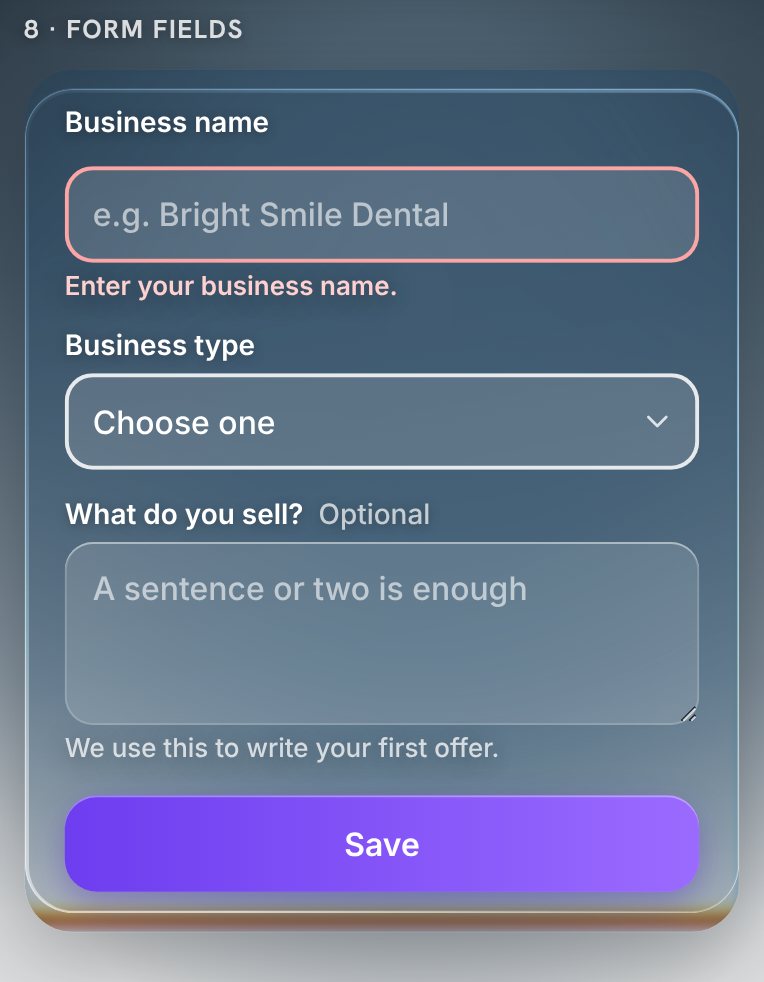 8 · FORM FIELDS
Business name
e.g. Bright Smile Dental
Enter your business name.
Business type
Choose one
What do you sell? Optional
A sentence or two is enough
We use this to write your first offer.
Save